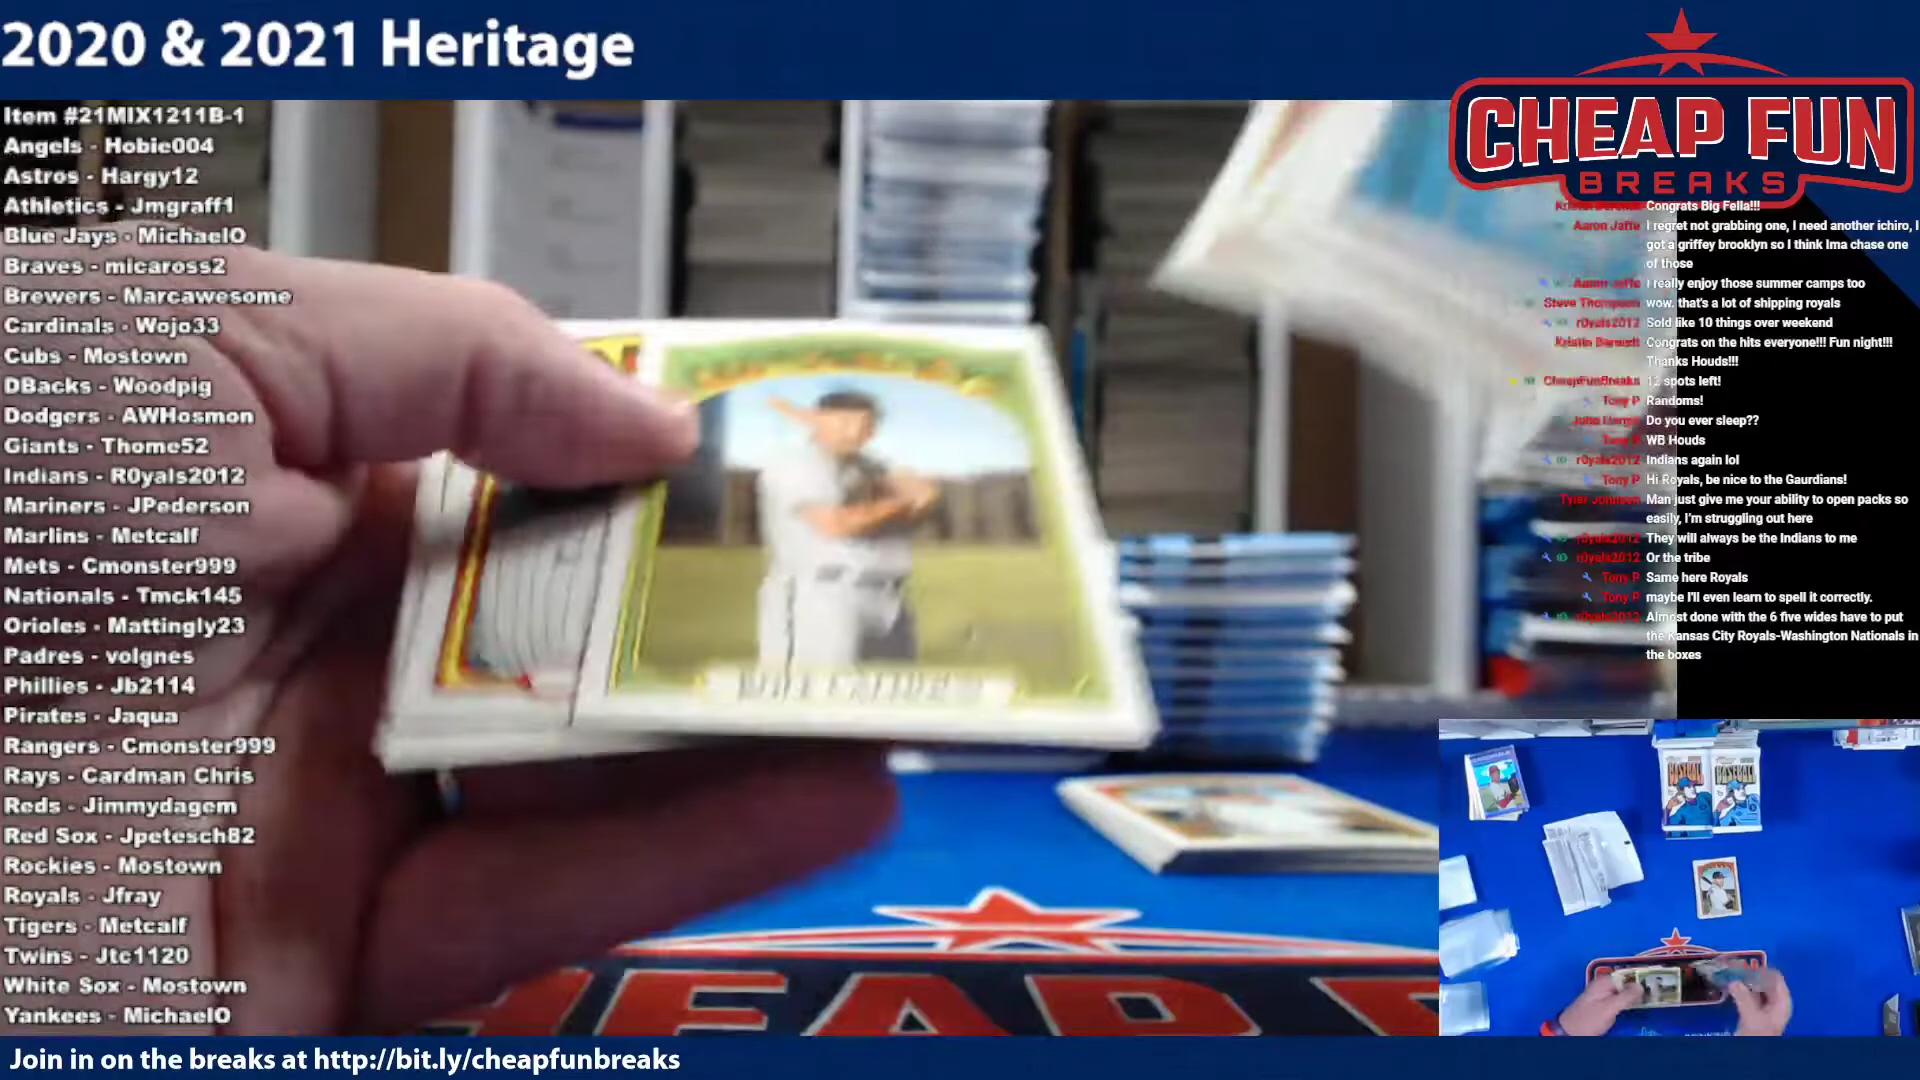 2020 & 2021 Heritage
CHEAP FUN
BREAKS
Item #21MIX1211B-1
Angels - Hobie004
Astros - Hargy12
Athletics - Jmgraff1
Blue Jays - MichaelO
Braves - micaross2
Brewers - Marcawesome
Cardinals - Wojo33
Cubs - Mostown
DBacks - Woodpig
Dodgers - AWHosmon
Giants - Thome52
Indians - R0yals2012
Mariners - JPederson
Marlins - Metcalf
Mets - Cmonster999
Nationals - Tmck145
Orioles - Mattingly23
Padres - volgnes
Phillies - Jb2114
Pirates - Jaqua
Rangers - Cmonster999
Rays - Cardman Chris
Reds - Jimmydagem
Red Sox - Jpetesch82
Rockies - Mostown
Royals - Jfray
Tigers - Metcalf
Twins - Jtc1120
White Sox - Mostown
Yankees - MichaelO
Congrats Big Fella!!!
Aaron Jaffe I regret not grabbing one, I need another ichiro, I
got a griffey brooklyn so I think Ima chase one
of those
Aaron Jaffe I really enjoy those summer camps too
Steve Thompson wow. that's a lot of shipping royals
r0yals2012 Sold like 10 things over weekend
Kristin Congrats on the hits everyone!!! Fun night!!!
Thanks Houds!!!
CheapFunBreaks 12 spots left!
Tony P Randoms!
Do you ever sleep??
Tony P WB Houds
r0yals2012 Indians again lol
Tony P Hi Royals, be nice to the Gaurdians!
Tyler Johnson Man just give me your ability to open packs so
easily, I'm struggling out here
r0yals2012 They will always be the Indians to me
r0yals2012 Or the tribe
Tony P Same here Royals
Tony P maybe I'll even learn to spell it correctly.
r0yals2012 Almost done with the 6 five wides have to put
the Kansas City Royals-Washington Nationals in
the boxes
BASEBALL
BASEBALL
Join in on the breaks at http://bit.ly/cheapfunbreaks